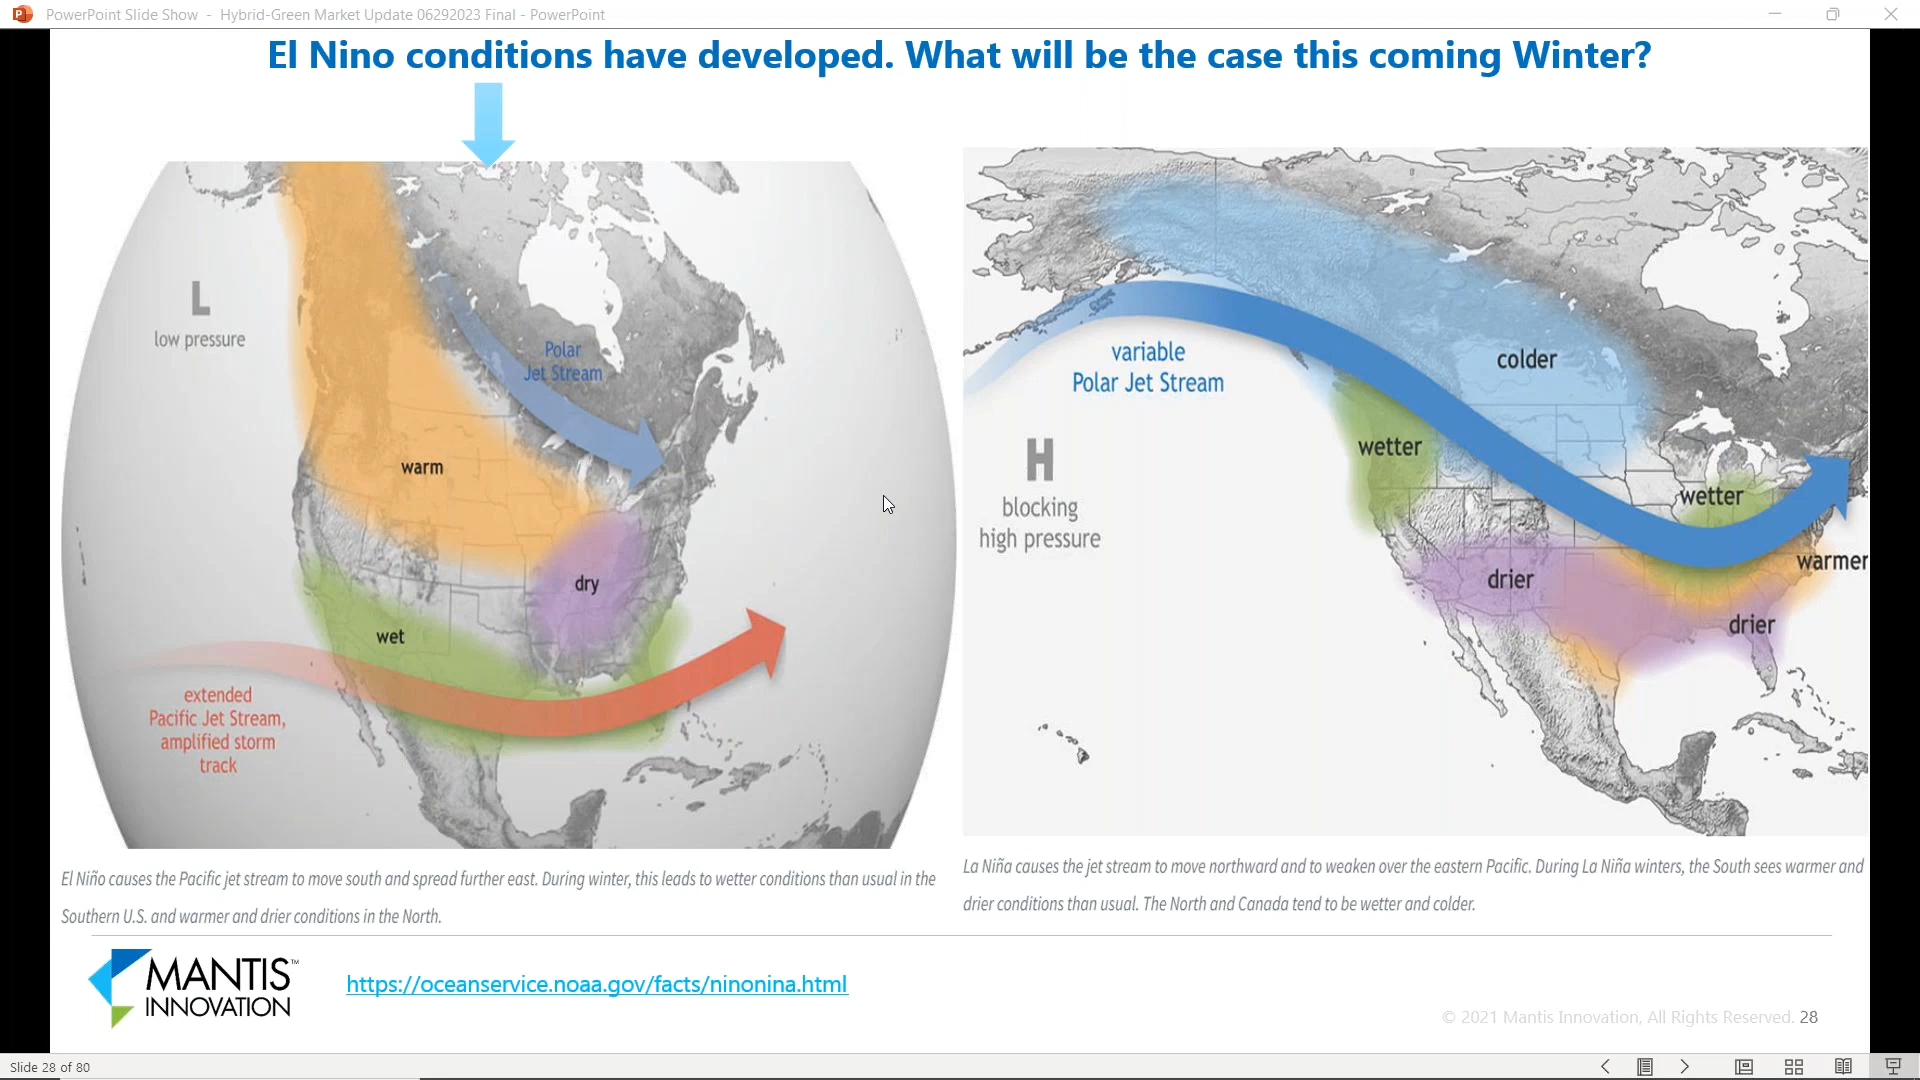 PowerPoint Slide Show - Hybrid-Green Market Update 06292023 Final - PowerPoint
El Nino conditions have developed. What will be the case this coming Winter?
L
low pressure
Polar
Jet Stream
warm
dry
wet
extended
Pacific Jet Stream,
amplified storm
track
El Niño causes the Pacific jet stream to move south and spread further east. During winter, this leads to wetter conditions than usual in the
Southern U.S. and warmer and drier conditions in the North.
variable
Polar Jet Stream
colder
H
blocking
high pressure
wetter
wetter
warmer
drier
drier
La Niña causes the jet stream to move northward and to weaken over the eastern Pacific. During La Niña winters, the South sees warmer and
drier conditions than usual. The North and Canada tend to be wetter and colder.
MANTIS™
INNOVATION
https://oceanservice.noaa.gov/facts/ninonina.html
© 2021 Mantis Innovation, All Rights Reserved. 28
Slide 28 of 80